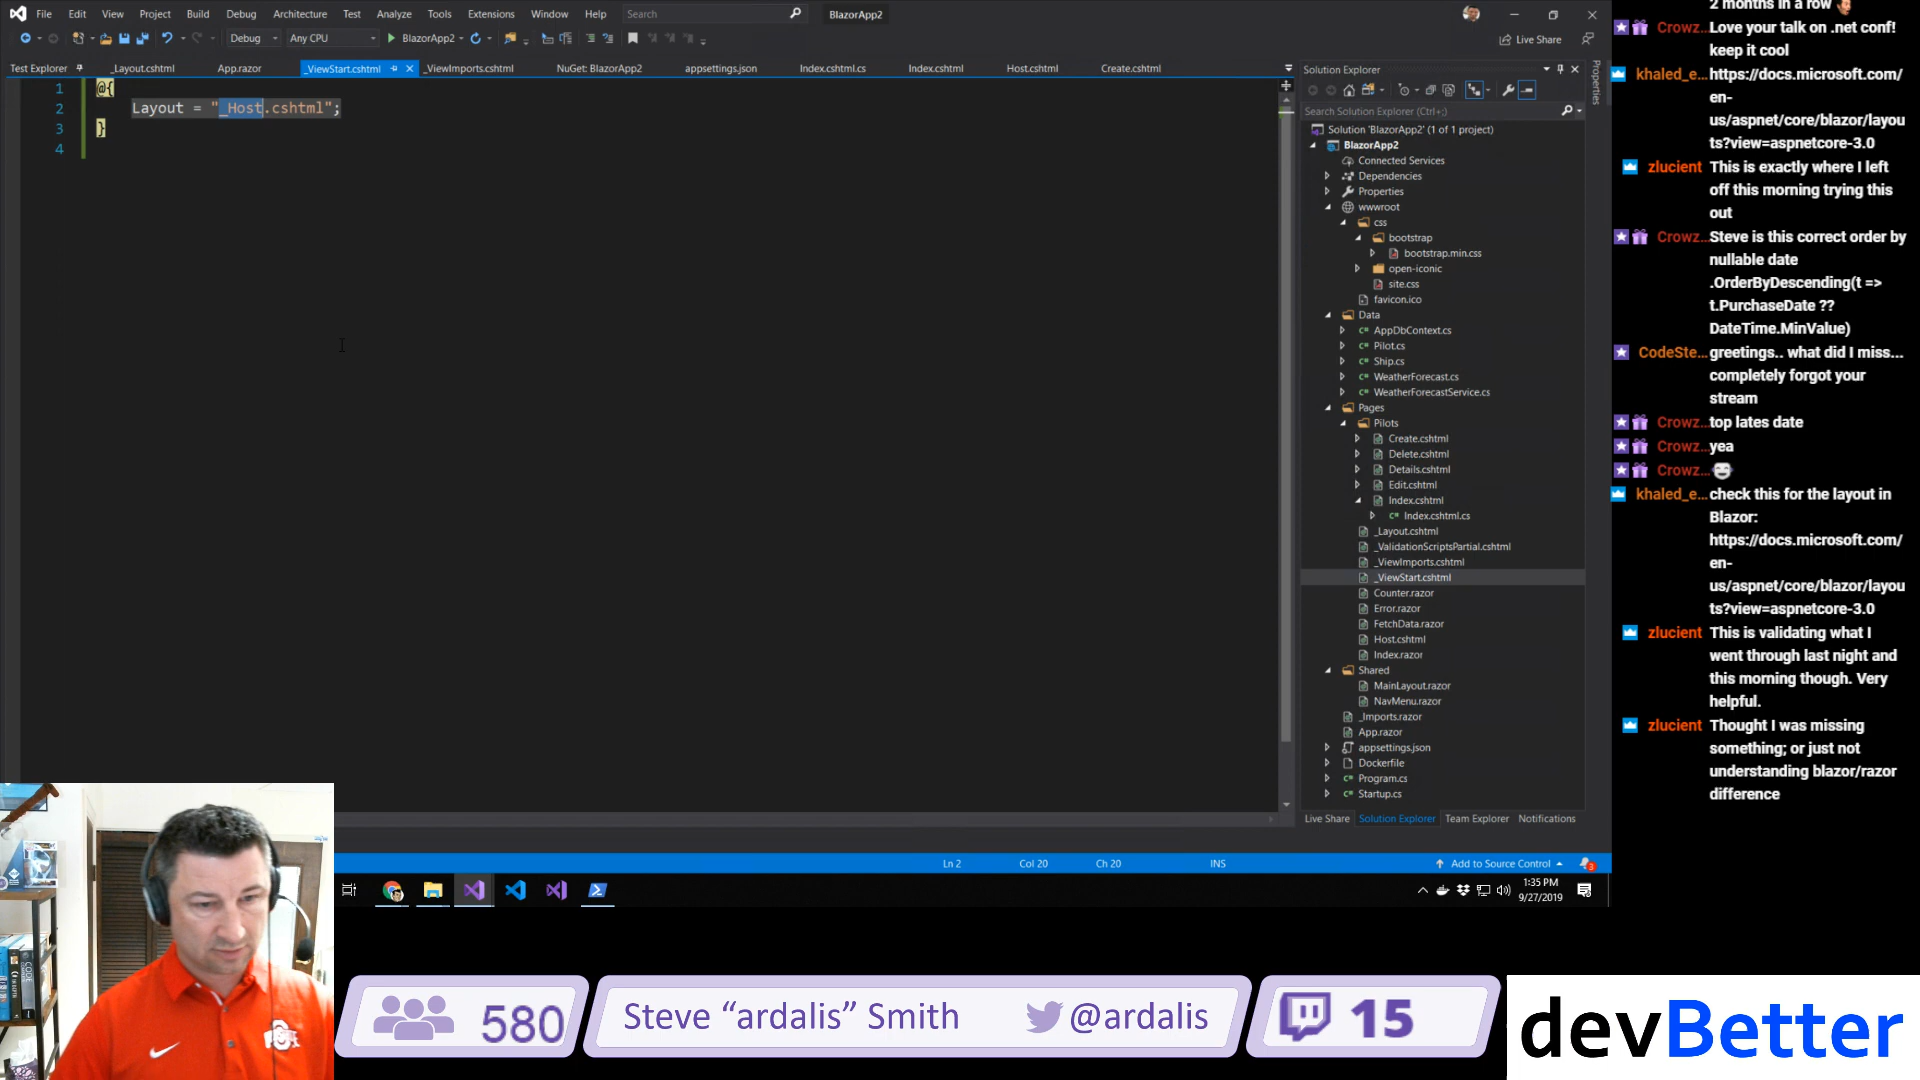 File Edit View Project Build Debug Architecture Test Analyze Tools Extensions Window Help Search BlazorApp2
Debug Any CPU BlazorApp2 Live Share
Test Explorer _Layout.cshtml App.razor _ViewStart.cshtml _ViewImports.cshtml NuGet: BlazorApp2 appsettings.json Index.cshtml.cs Index.cshtml Host.cshtml Create.cshtml
1 @{
2 Layout = "_Host.cshtml";
3 }
4
Solution Explorer
Search Solution Explorer (Ctrl+;)
Solution 'BlazorApp2' (1 of 1 project)
BlazorApp2
Connected Services
Dependencies
Properties
wwwroot
css
bootstrap
bootstrap.min.css
open-iconic
site.css
favicon.ico
Data
AppDbContext.cs
Pilot.cs
Ship.cs
WeatherForecast.cs
WeatherForecastService.cs
Pages
Pilots
Create.cshtml
Delete.cshtml
Details.cshtml
Edit.cshtml
Index.cshtml
Index.cshtml.cs
_Layout.cshtml
_ValidationScriptsPartial.cshtml
_ViewImports.cshtml
_ViewStart.cshtml
Counter.razor
Error.razor
FetchData.razor
Host.cshtml
Index.razor
Shared
MainLayout.razor
NavMenu.razor
_Imports.razor
App.razor
appsettings.json
Dockerfile
Program.cs
Startup.cs
Live Share Solution Explorer Team Explorer Notifications
Properties
Ln 2 Col 20 Ch 20 INS Add to Source Control 3
1:35 PM
9/27/2019
2 months in a row
Crowz... Love your talk on .net conf!
keep it cool
khaled_e... https://docs.microsoft.com/
en-
us/aspnet/core/blazor/layou
ts?view=aspnetcore-3.0
zlucient This is exactly where I left
off this morning trying this
out
Crowz... Steve is this correct order by
nullable date
.OrderByDescending(t =>
t.PurchaseDate ??
DateTime.MinValue)
CodeSte... greetings.. what did I miss...
completely forgot your
stream
Crowz... top lates date
Crowz... yea
Crowz...
khaled_e... check this for the layout in
Blazor:
https://docs.microsoft.com/
en-
us/aspnet/core/blazor/layou
ts?view=aspnetcore-3.0
zlucient This is validating what I
went through last night and
this morning though. Very
helpful.
zlucient Thought I was missing
something; or just not
understanding blazor/razor
difference
580 Steve "ardalis" Smith @ardalis 15 devBetter